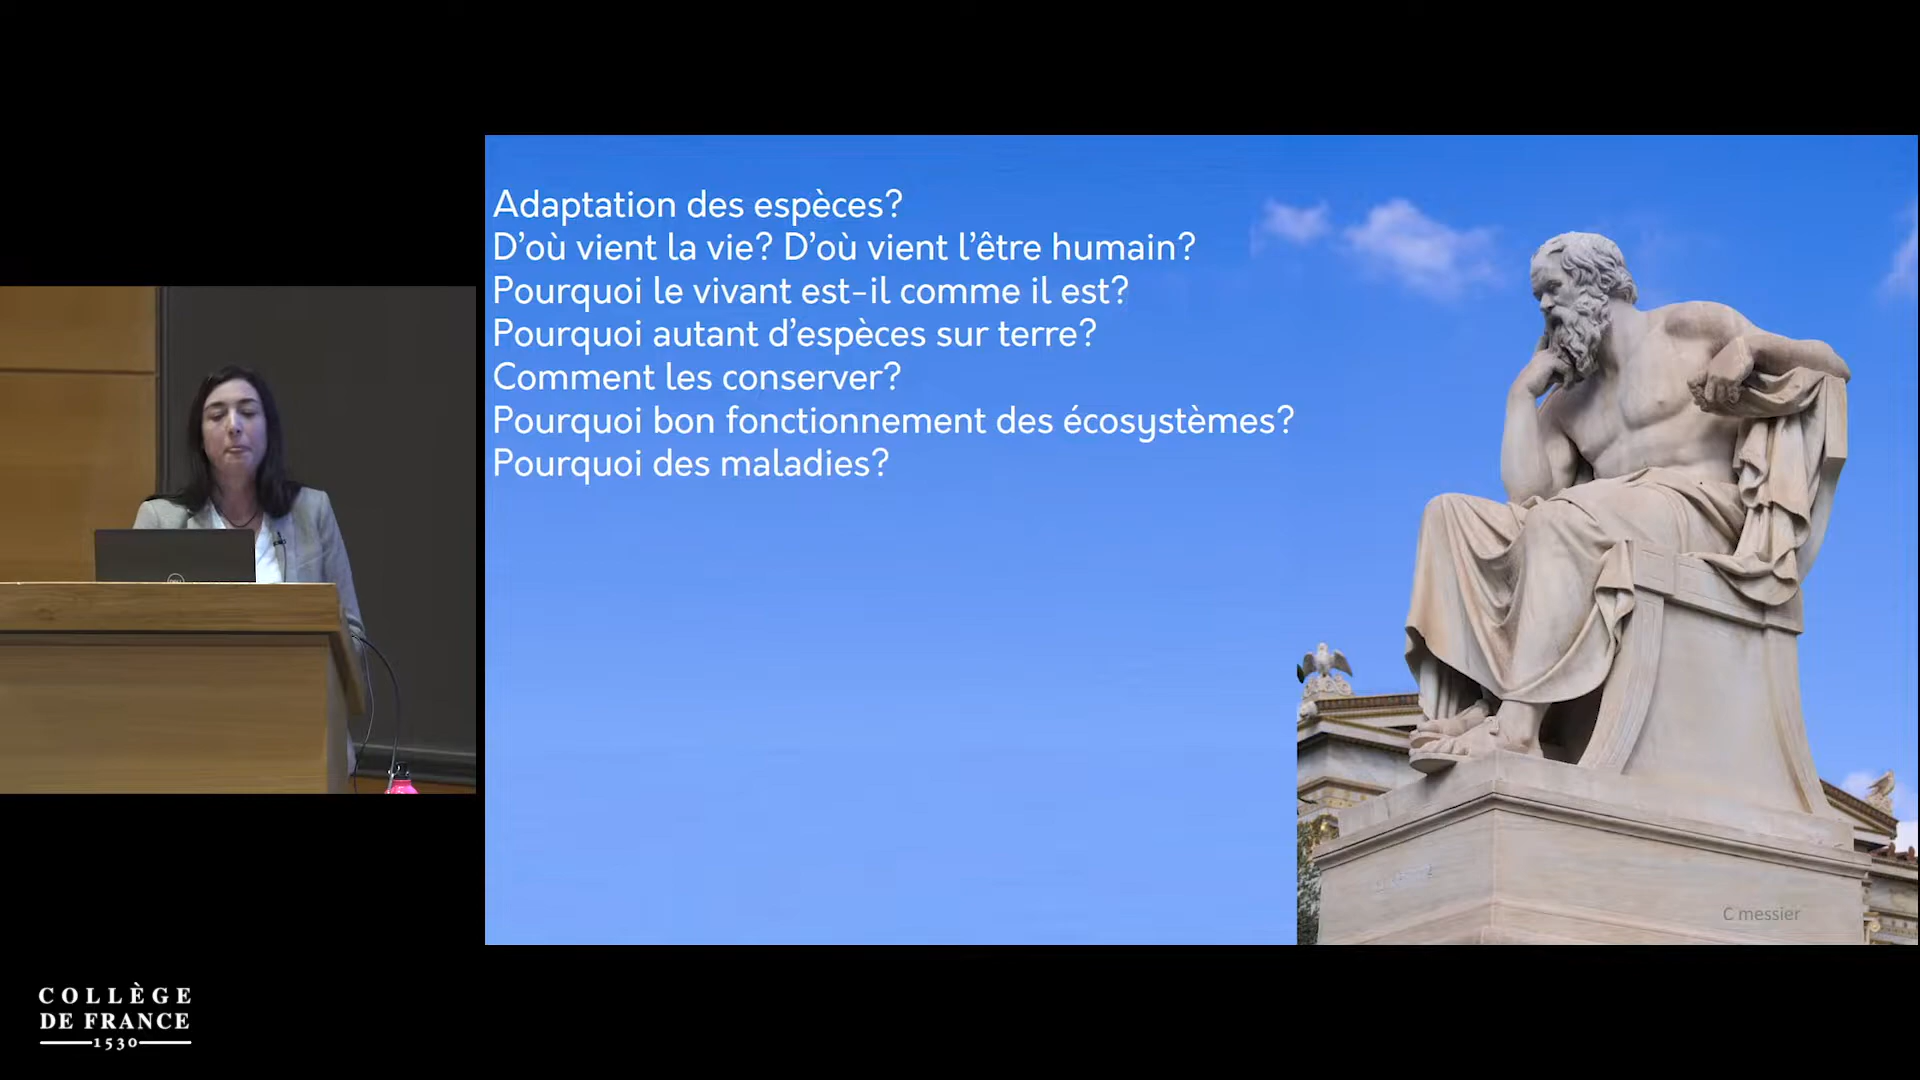 Adaptation des espèces?
D’où vient la vie? D’où vient l’être humain?
Pourquoi le vivant est-il comme il est?
Pourquoi autant d’espèces sur terre?
Comment les conserver?
Pourquoi bon fonctionnement des écosystèmes?
Pourquoi des maladies?
C messier
COLLÈGE
DE FRANCE
1530